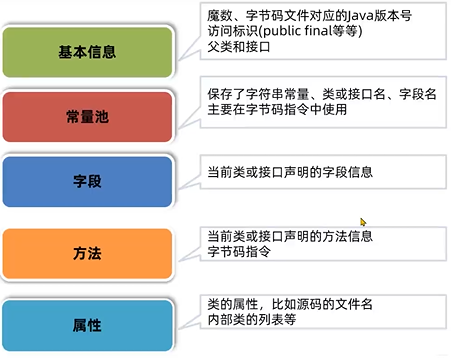 基本信息
魔数、字节码文件对应的Java版本号
访问标识(public final等等)
父类和接口
常量池
保存了字符串常量、类或接口名、字段名
主要在字节码指令中使用
字段
当前类或接口声明的字段信息
方法
当前类或接口声明的方法信息
字节码指令
属性
类的属性，比如源码的文件名
内部类的列表等